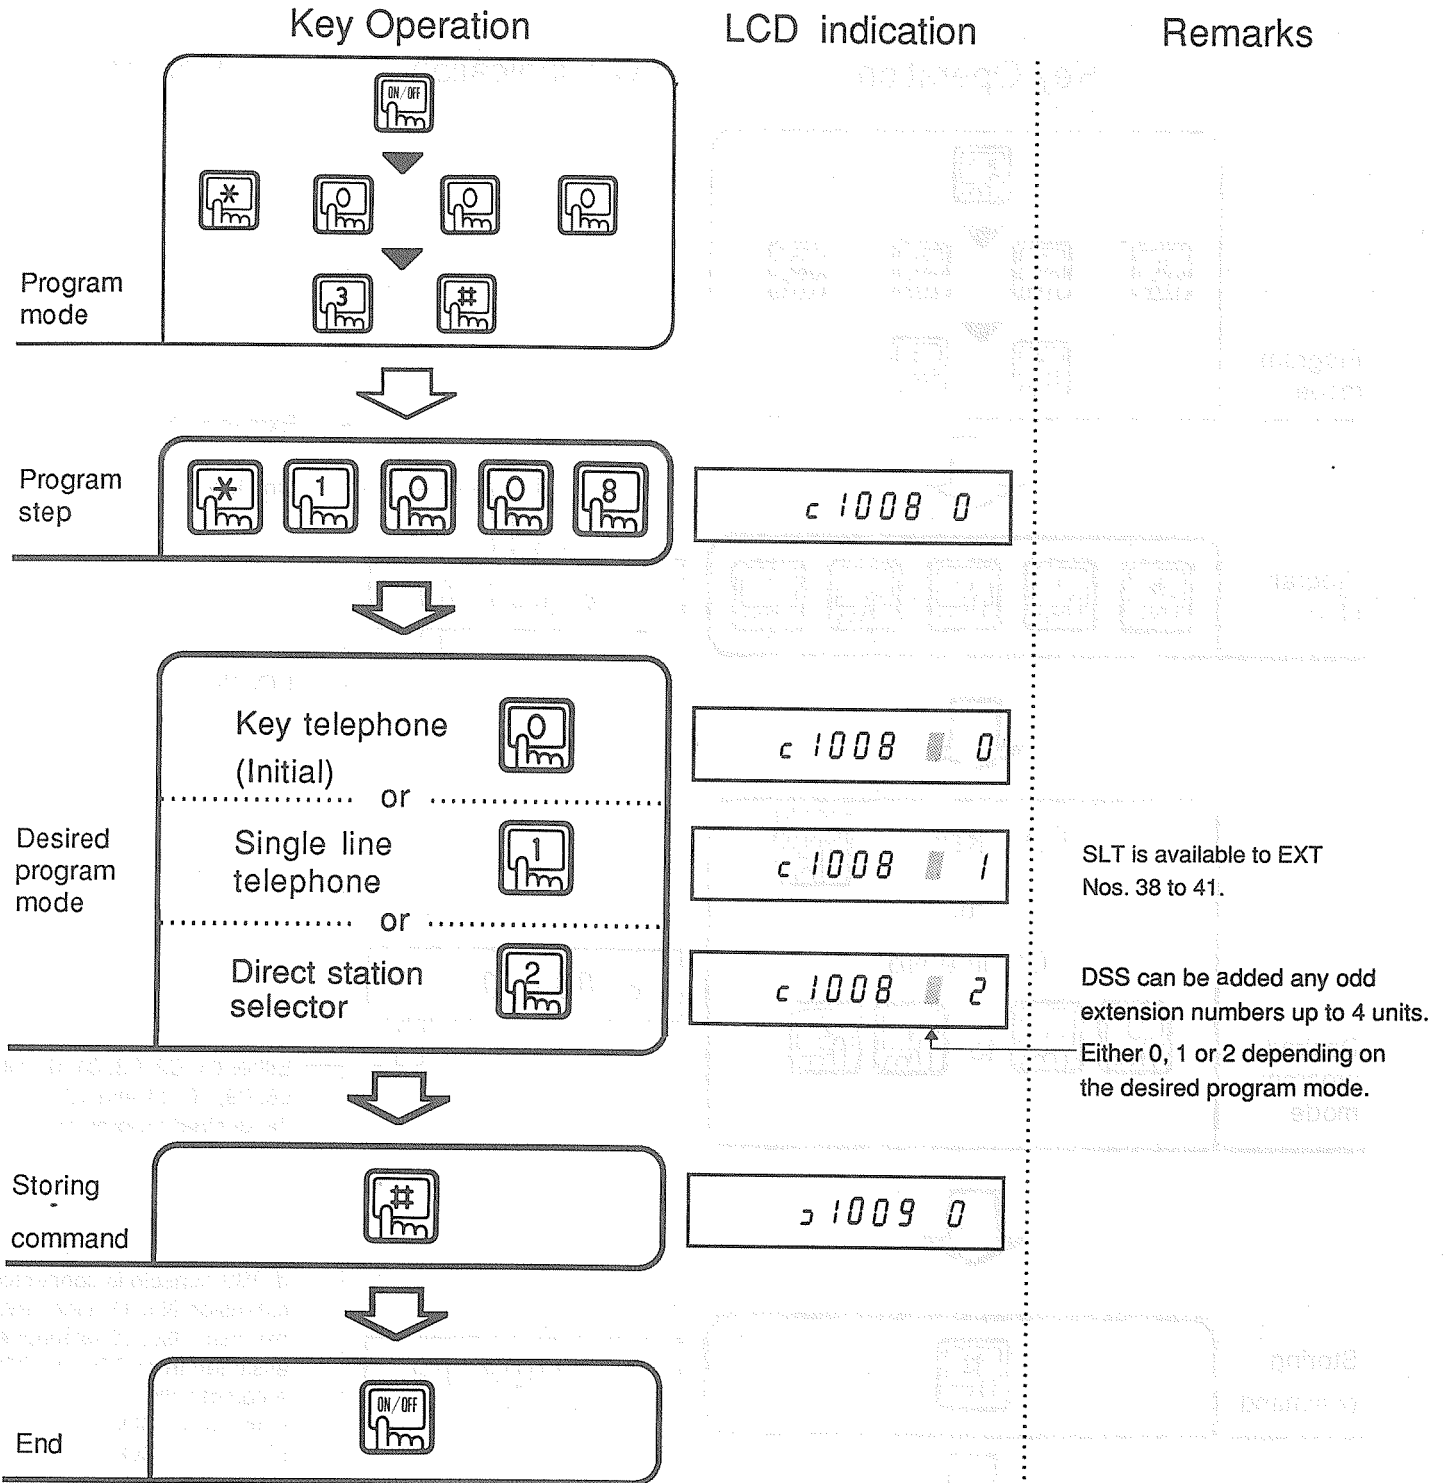 Key Operation
LCD indication
Remarks
ON/OFF
* 0 0 0
Program
mode
3 #
Program
step
* 1 0 0 8
c 1008 0
Key telephone
(Initial)
0
c 1008 0
or
Desired
program
mode
Single line
telephone
1
c 1008 1
SLT is available to EXT
Nos. 38 to 41.
or
Direct station
selector
2
c 1008 2
DSS can be added any odd
extension numbers up to 4 units.
Either 0, 1 or 2 depending on
the desired program mode.
Storing
command
#
ɔ 1009 0
End
ON/OFF